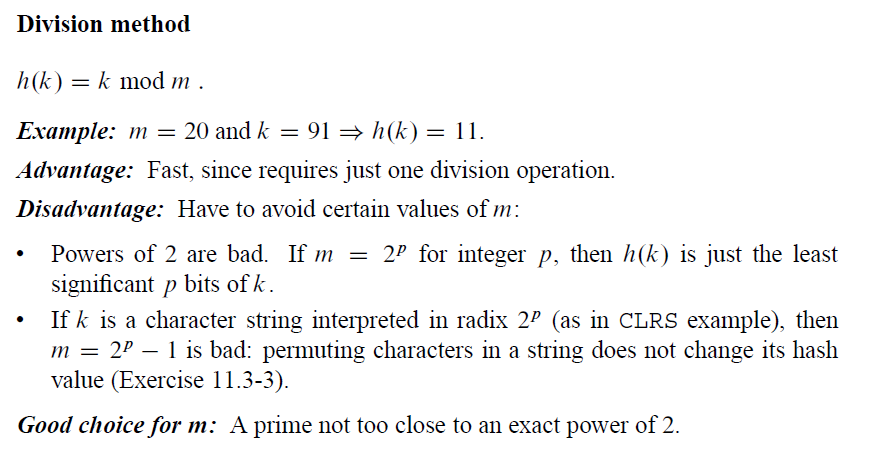 Division method
h(k) = k mod m .
Example: m = 20 and k = 91 ⇒ h(k) = 11.
Advantage: Fast, since requires just one division operation.
Disadvantage: Have to avoid certain values of m:
• Powers of 2 are bad. If m = 2^p for integer p, then h(k) is just the least
significant p bits of k.
• If k is a character string interpreted in radix 2^p (as in CLRS example), then
m = 2^p − 1 is bad: permuting characters in a string does not change its hash
value (Exercise 11.3-3).
Good choice for m: A prime not too close to an exact power of 2.